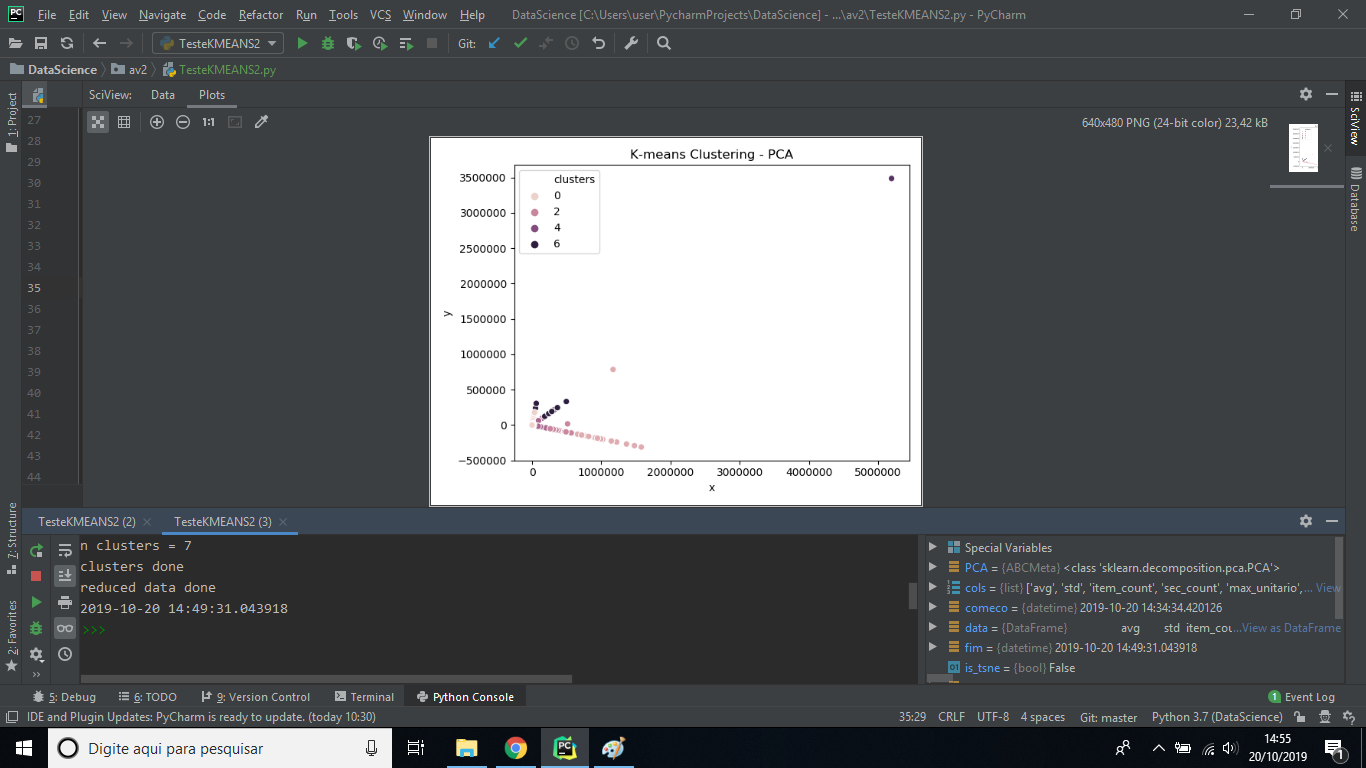 File Edit View Navigate Code Refactor Run Tools VCS Window Help DataScience [C:\Users\user\PycharmProjects\DataScience] - ...\av2\TesteKMEANS2.py - PyCharm
TesteKMEANS2 Git:
DataScience av2 TesteKMEANS2.py
SciView: Data Plots
1: Project
27
28
29
30
31
32
33
34
35
36
37
38
39
40
41
42
43
44
1:1
640x480 PNG (24-bit color) 23,42 kB
SciView
Database
K-means Clustering - PCA
clusters
0
2
4
6
3500000
3000000
2500000
2000000
1500000
1000000
500000
0
−500000
y
0 1000000 2000000 3000000 4000000 5000000
x
7: Structure
2: Favorites
TesteKMEANS2 (2) TesteKMEANS2 (3)
n clusters = 7
clusters done
reduced data done
2019-10-20 14:49:31.043918
>>>
Special Variables
PCA = {ABCMeta} <class 'sklearn.decomposition.pca.PCA'>
cols = {list} ['avg', 'std', 'item_count', 'sec_count', 'max_unitario',... View
comeco = {datetime} 2019-10-20 14:34:34.420126
data = {DataFrame} avg std item_cou...View as DataFrame
fim = {datetime} 2019-10-20 14:49:31.043918
is_tsne = {bool} False
5: Debug 6: TODO 9: Version Control Terminal Python Console 1 Event Log
IDE and Plugin Updates: PyCharm is ready to update. (today 10:30) 35:29 CRLF UTF-8 4 spaces Git: master Python 3.7 (DataScience)
Digite aqui para pesquisar
14:55
20/10/2019
1